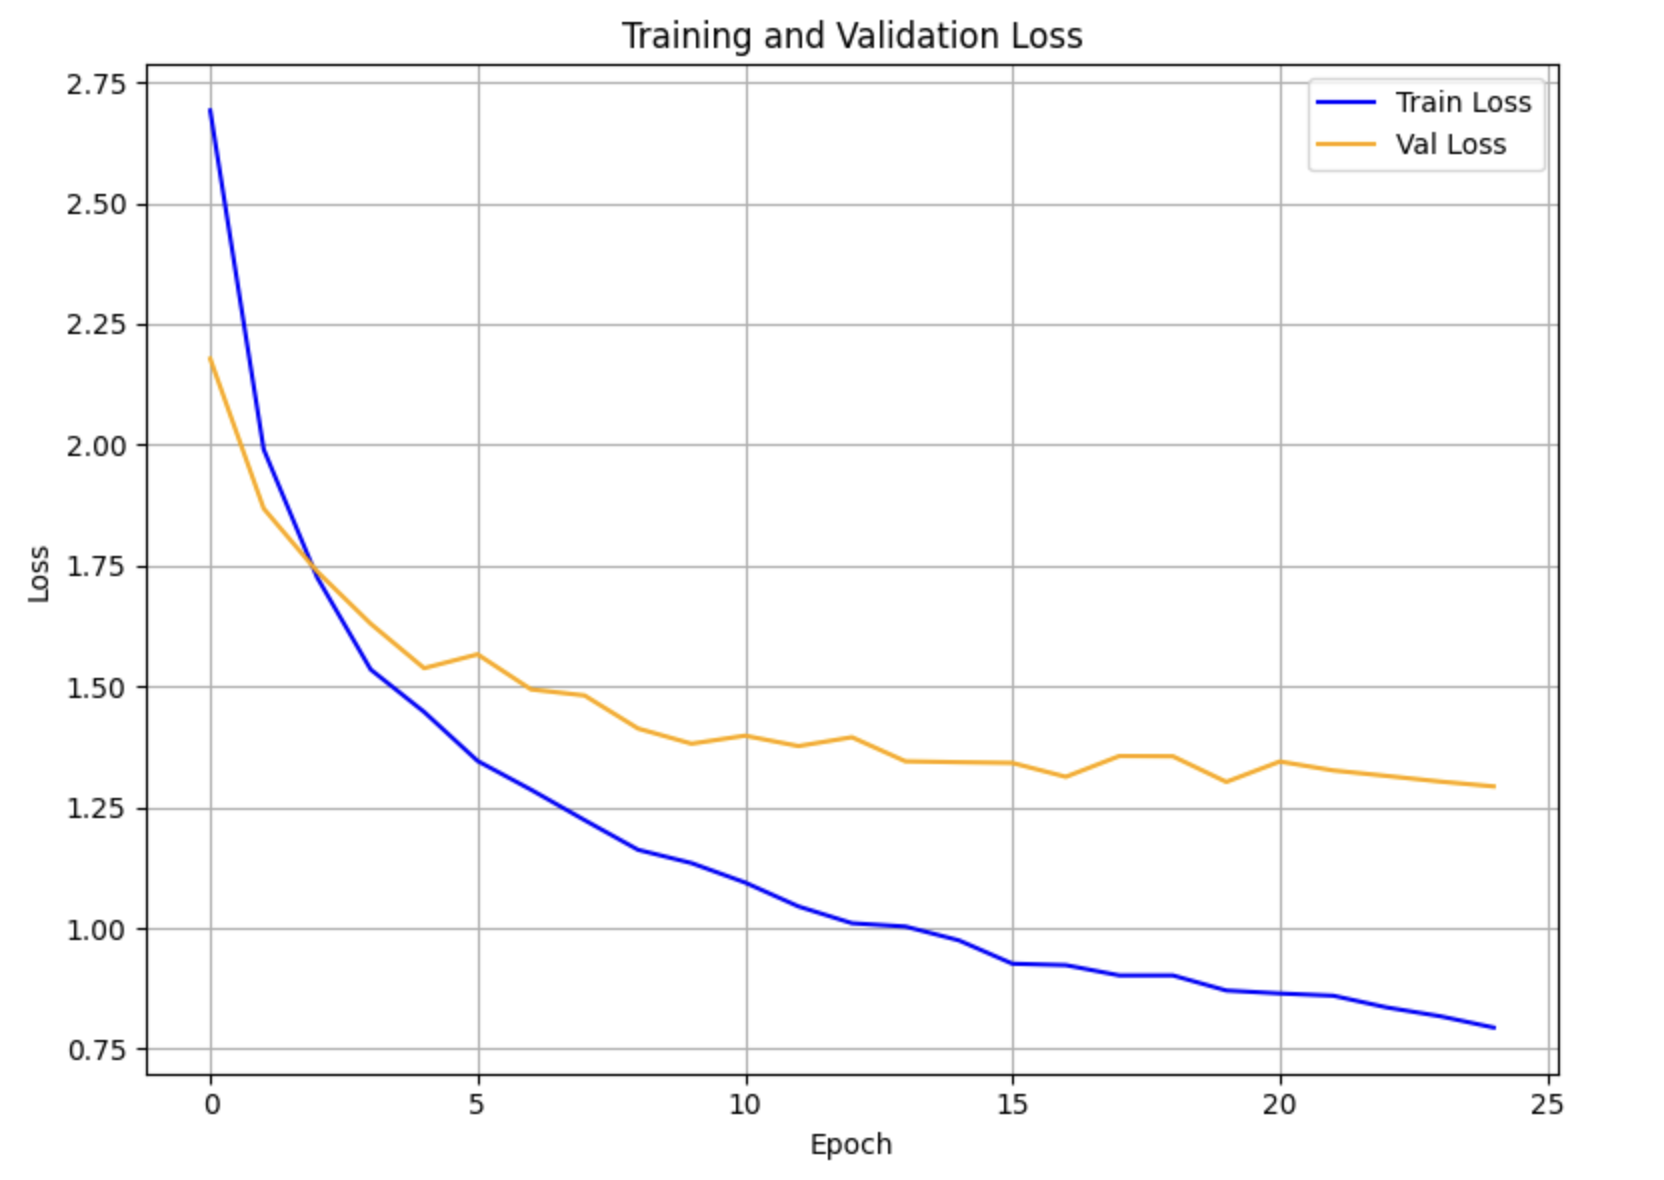 Training and Validation Loss
Train Loss
Val Loss
2.75
2.50
2.25
2.00
1.75
1.50
1.25
1.00
0.75
Loss
0 5 10 15 20 25
Epoch